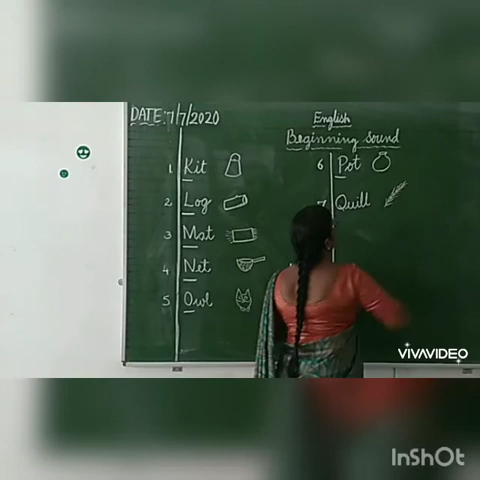 DATE: 7/7/2020
English
Beginning Sound
1 Kit
2 Log
3 Mat
4 Net
5 Owl
6 Pot
7 Quill
VIVAVIDEO
InShOt